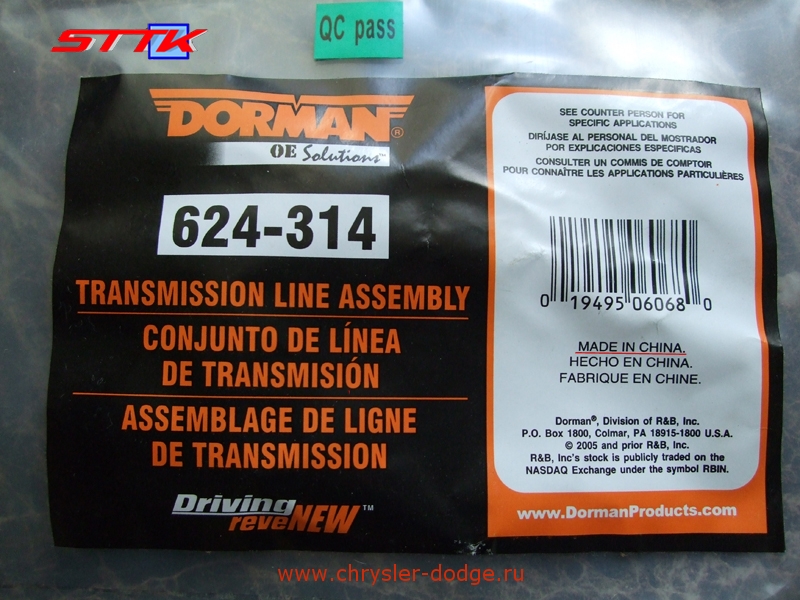 STTK
QC pass
DORMAN®
OE Solutions™
624-314
TRANSMISSION LINE ASSEMBLY
CONJUNTO DE LÍNEA
DE TRANSMISIÓN
ASSEMBLAGE DE LIGNE
DE TRANSMISSION
Driving
reveNEW™
SEE COUNTER PERSON FOR
SPECIFIC APPLICATIONS
DIRÍJASE AL PERSONAL DEL MOSTRADOR
POR EXPLICACIONES ESPECIFICAS
CONSULTER UN COMMIS DE COMPTOIR
POUR CONNAÎTRE LES APPLICATIONS PARTICULIÈRES
0 19495 06068 0
MADE IN CHINA.
HECHO EN CHINA.
FABRIQUE EN CHINE.
Dorman®, Division of R&B, Inc.
P.O. Box 1800, Colmar, PA 18915-1800 U.S.A.
© 2005 and prior R&B, Inc.
R&B, Inc's stock is publicly traded on the
NASDAQ Exchange under the symbol RBIN.
www.DormanProducts.com
www.chrysler-dodge.ru